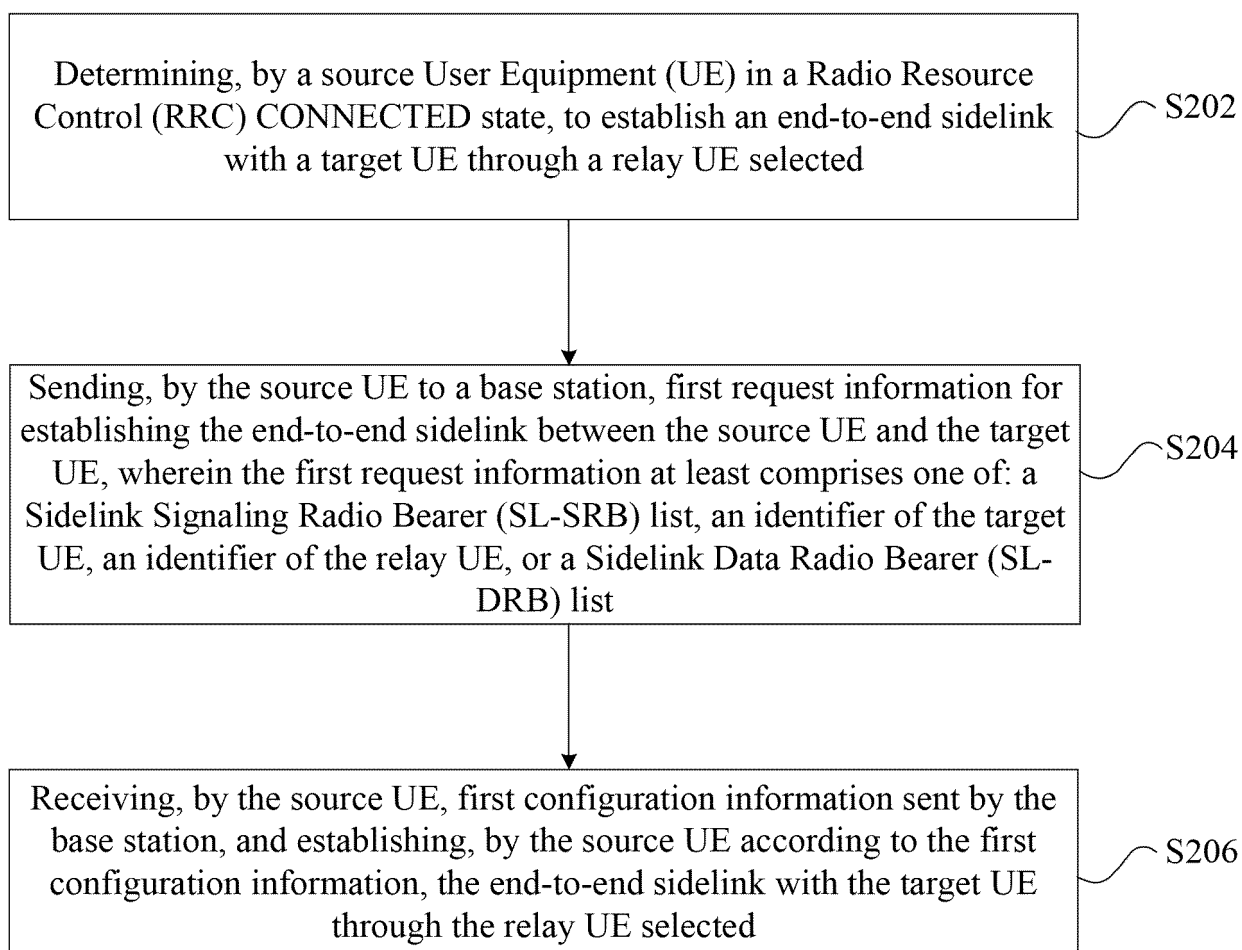 Determining, by a source User Equipment (UE) in a Radio Resource
Control (RRC) CONNECTED state, to establish an end-to-end sidelink
with a target UE through a relay UE selected
S202
Sending, by the source UE to a base station, first request information for
establishing the end-to-end sidelink between the source UE and the target
UE, wherein the first request information at least comprises one of: a
Sidelink Signaling Radio Bearer (SL-SRB) list, an identifier of the target
UE, an identifier of the relay UE, or a Sidelink Data Radio Bearer (SL-
DRB) list
S204
Receiving, by the source UE, first configuration information sent by the
base station, and establishing, by the source UE according to the first
configuration information, the end-to-end sidelink with the target UE
through the relay UE selected
S206